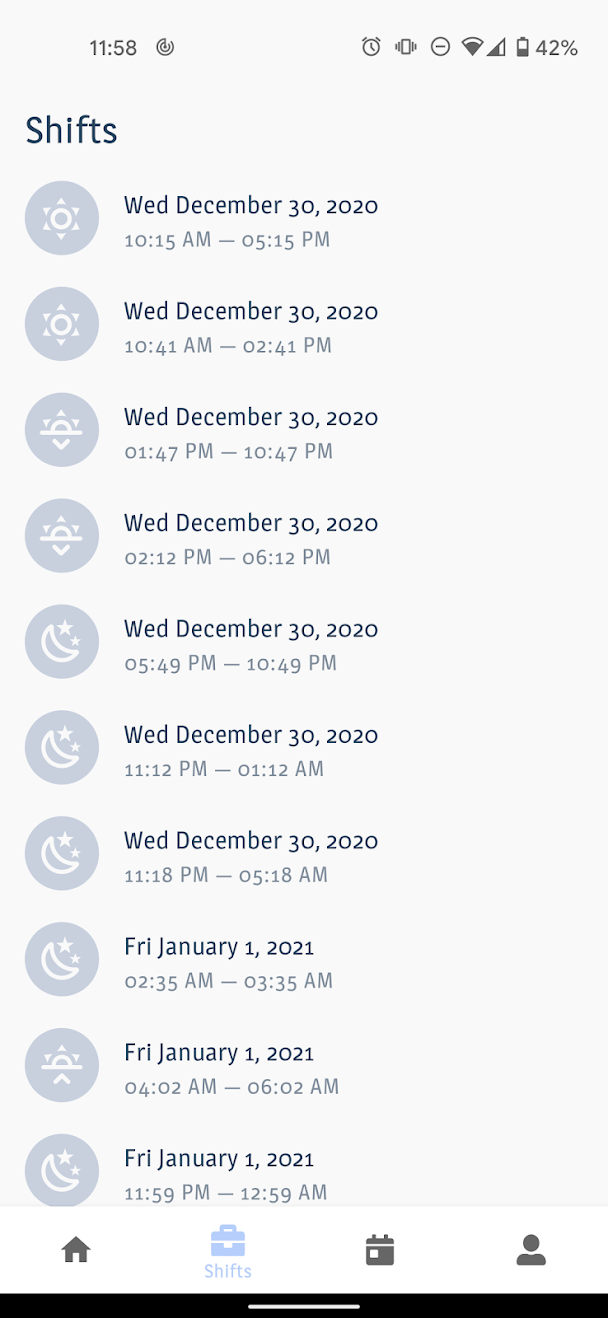 11:58
42%
Shifts
Wed December 30, 2020
10:15 AM — 05:15 PM
Wed December 30, 2020
10:41 AM — 02:41 PM
Wed December 30, 2020
01:47 PM — 10:47 PM
Wed December 30, 2020
02:12 PM — 06:12 PM
Wed December 30, 2020
05:49 PM — 10:49 PM
Wed December 30, 2020
11:12 PM — 01:12 AM
Wed December 30, 2020
11:18 PM — 05:18 AM
Fri January 1, 2021
02:35 AM — 03:35 AM
Fri January 1, 2021
04:02 AM — 06:02 AM
Fri January 1, 2021
11:59 PM — 12:59 AM
Shifts